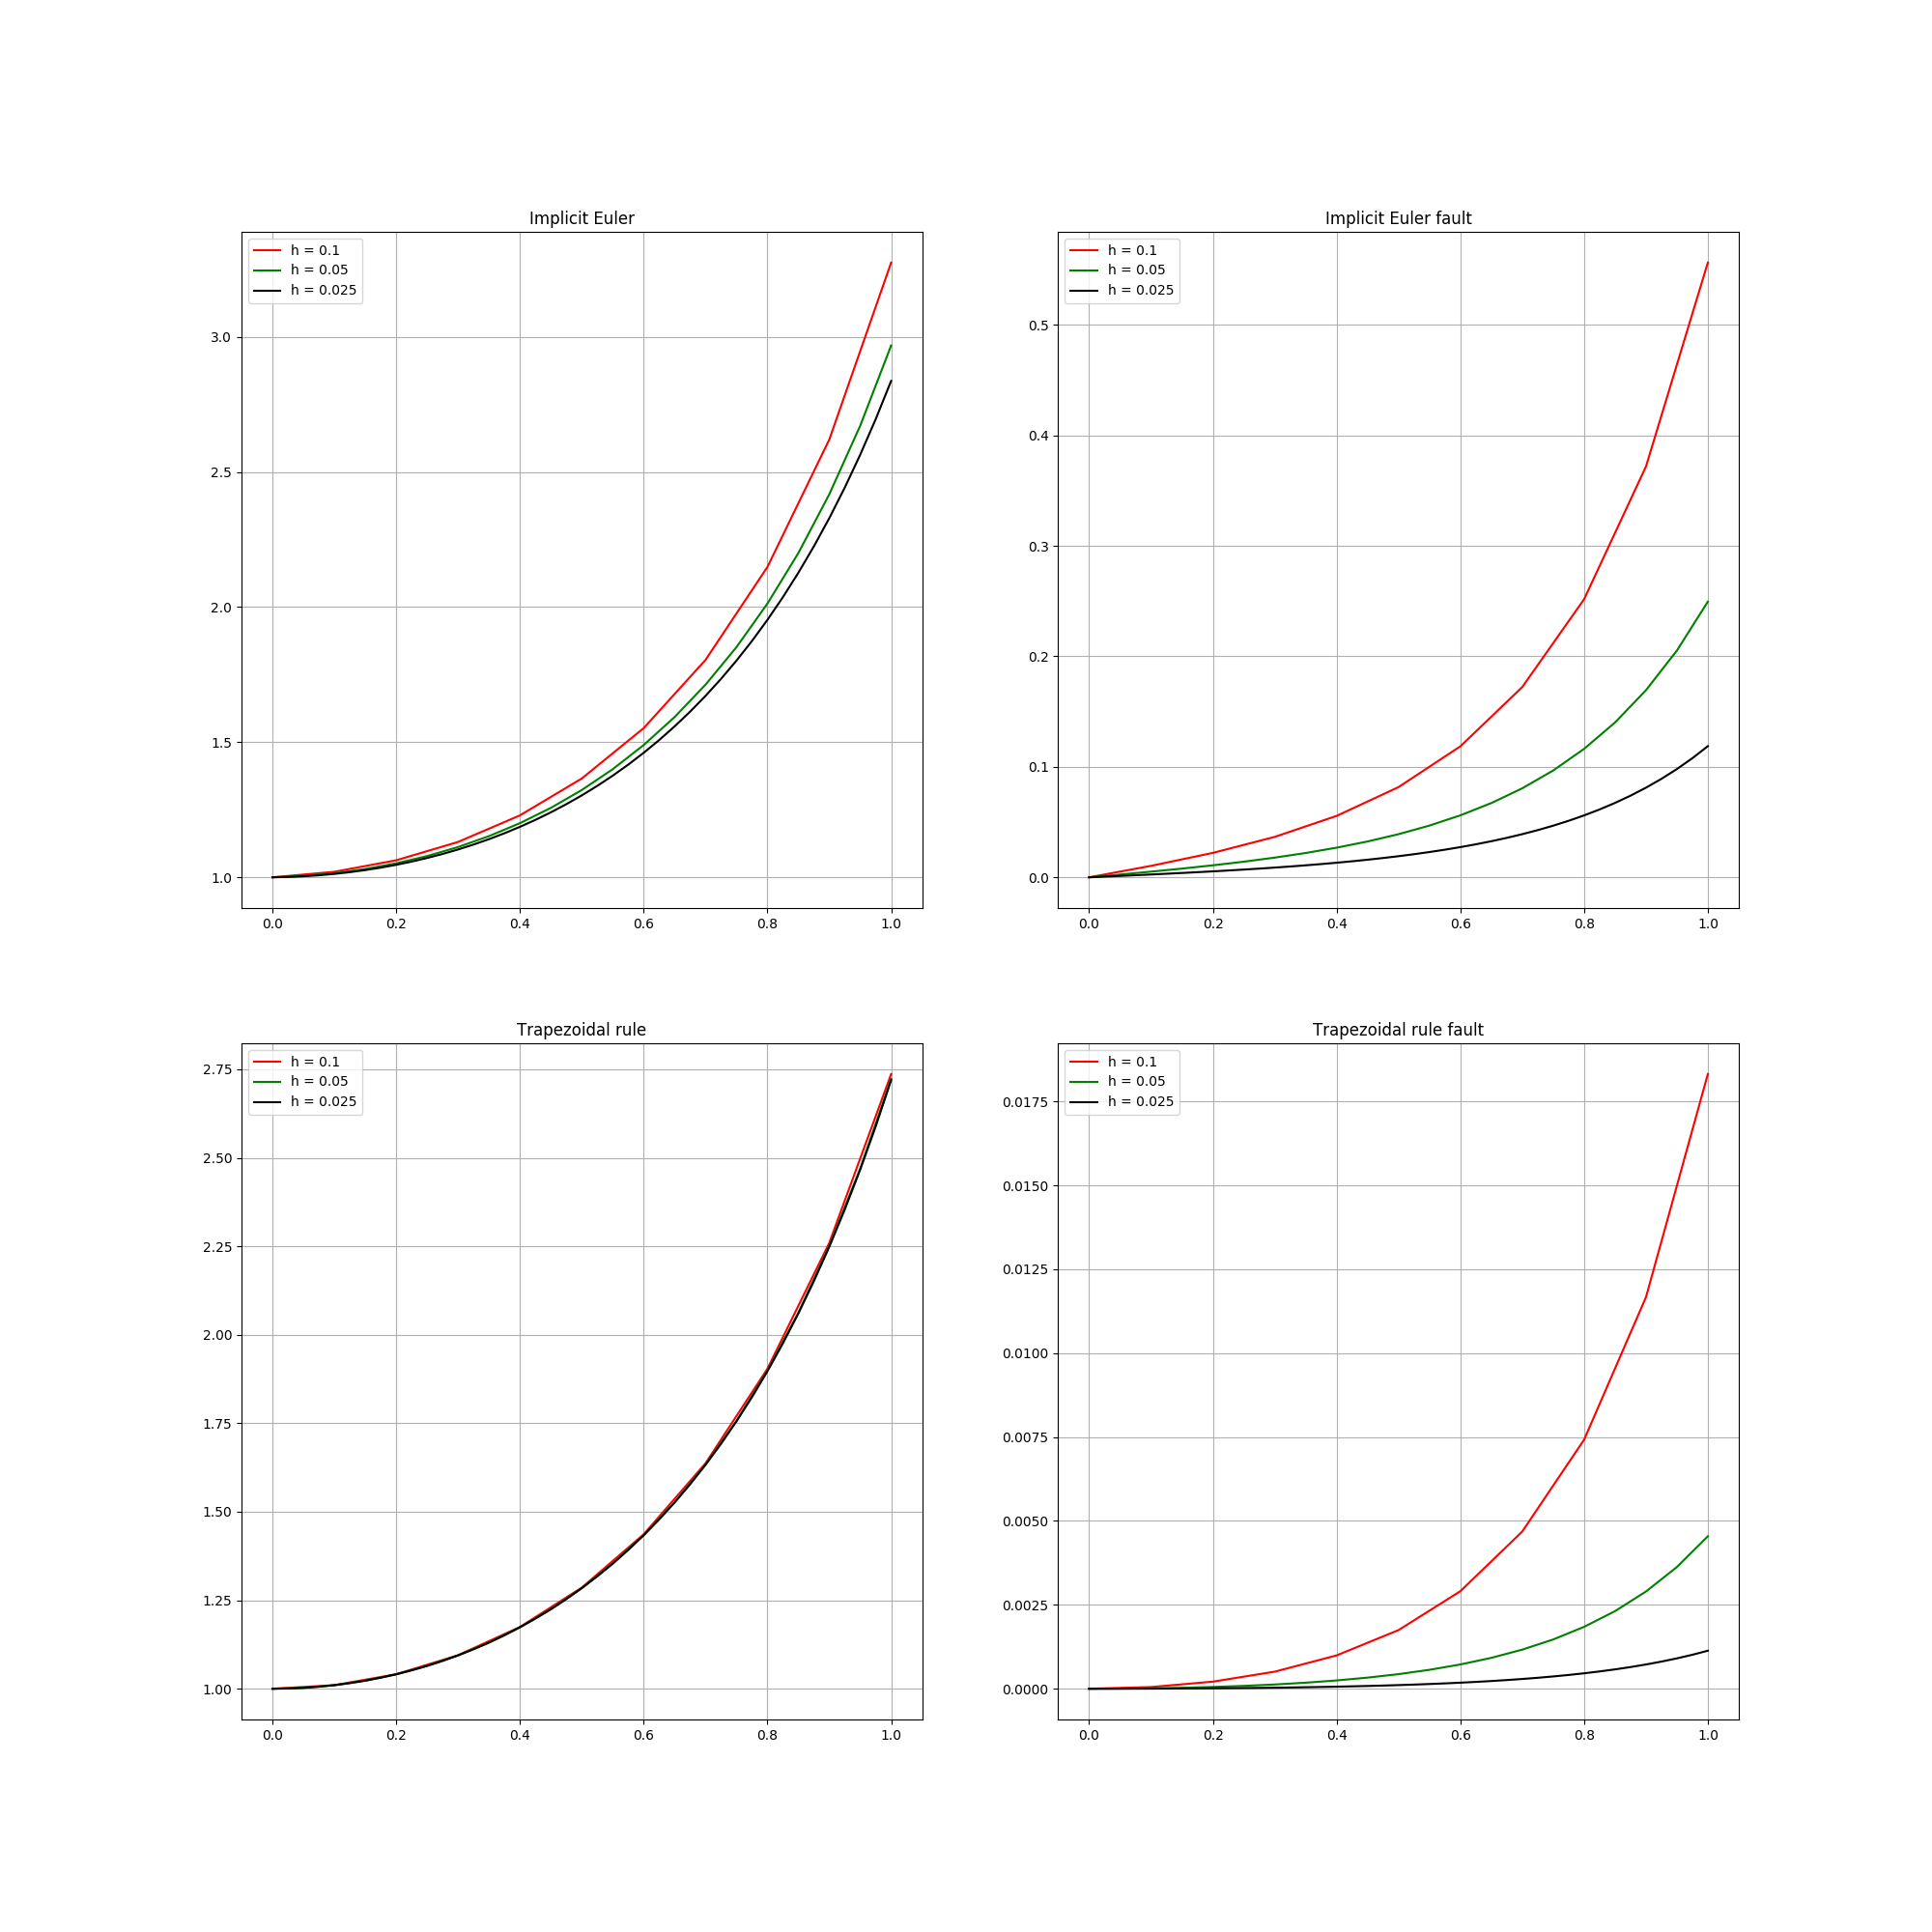 Implicit Euler
h = 0.1
h = 0.05
h = 0.025
3.0
2.5
2.0
1.5
1.0
0.0 0.2 0.4 0.6 0.8 1.0
Implicit Euler fault
h = 0.1
h = 0.05
h = 0.025
0.5
0.4
0.3
0.2
0.1
0.0
0.0 0.2 0.4 0.6 0.8 1.0
Trapezoidal rule
h = 0.1
h = 0.05
h = 0.025
2.75
2.50
2.25
2.00
1.75
1.50
1.25
1.00
0.0 0.2 0.4 0.6 0.8 1.0
Trapezoidal rule fault
h = 0.1
h = 0.05
h = 0.025
0.0175
0.0150
0.0125
0.0100
0.0075
0.0050
0.0025
0.0000
0.0 0.2 0.4 0.6 0.8 1.0